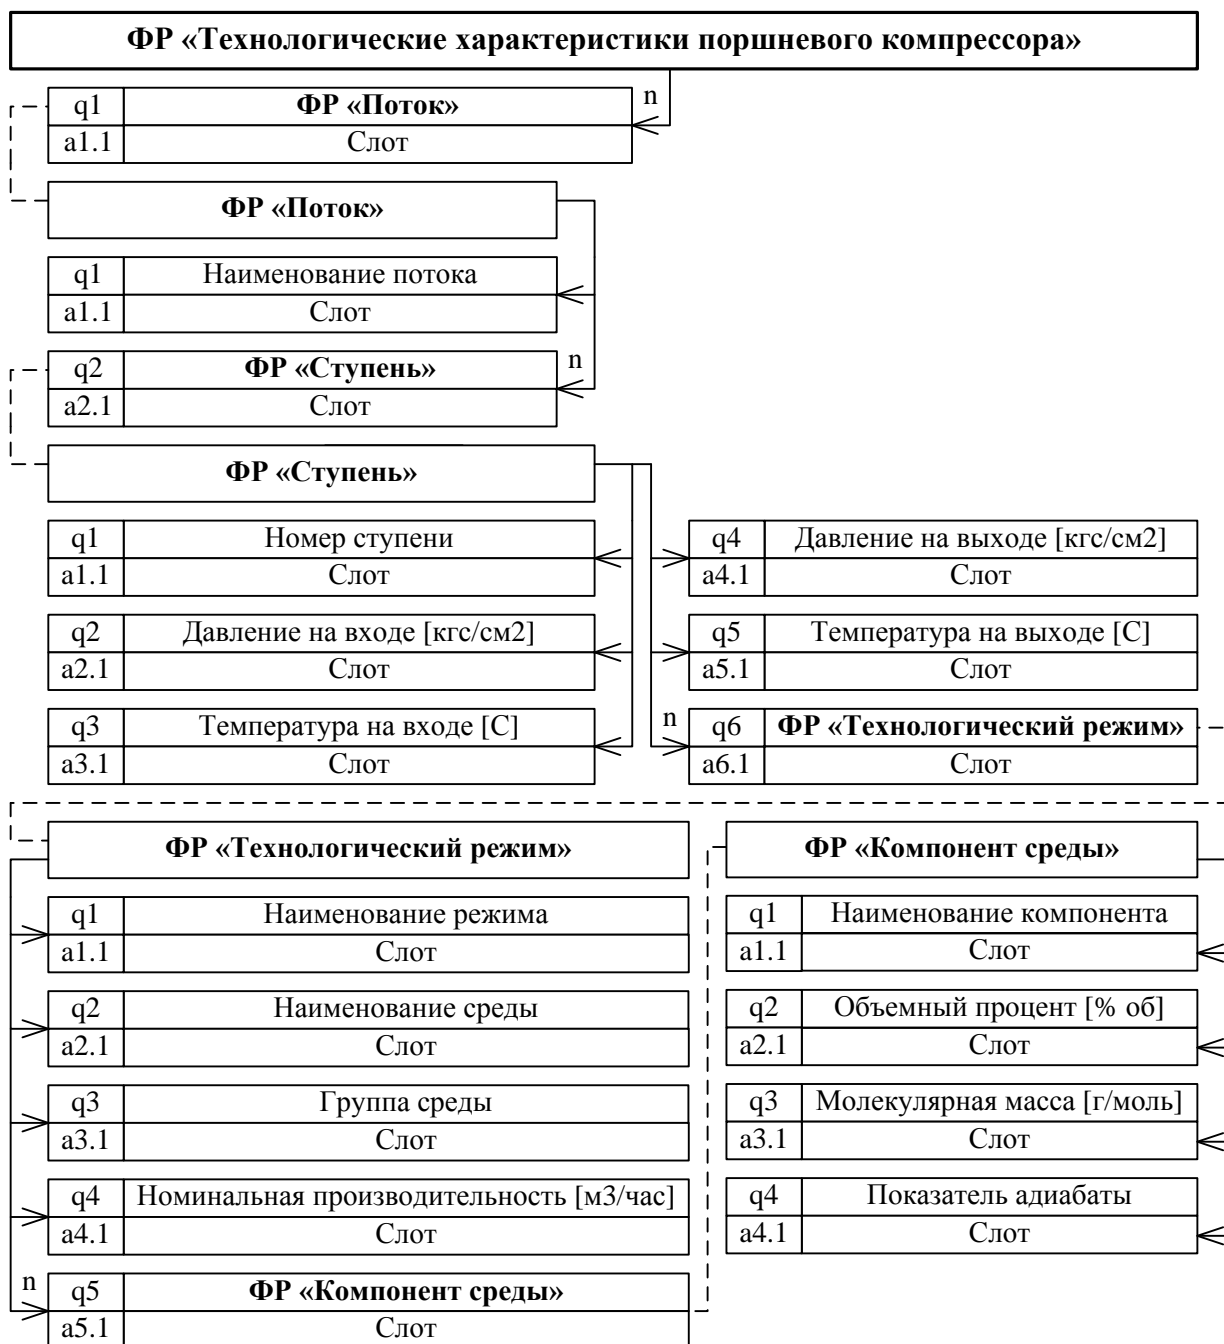 ФР «Технологические характеристики поршневого компрессора»
n
q1 ФР «Поток»
a1.1 Слот
ФР «Поток»
q1 Наименование потока
a1.1 Слот
n
q2 ФР «Ступень»
a2.1 Слот
ФР «Ступень»
q1 Номер ступени
a1.1 Слот
q2 Давление на входе [кгс/см2]
a2.1 Слот
q3 Температура на входе [С]
a3.1 Слот
q4 Давление на выходе [кгс/см2]
a4.1 Слот
q5 Температура на выходе [С]
a5.1 Слот
n
q6 ФР «Технологический режим»
a6.1 Слот
ФР «Технологический режим»
q1 Наименование режима
a1.1 Слот
q2 Наименование среды
a2.1 Слот
q3 Группа среды
a3.1 Слот
q4 Номинальная производительность [м3/час]
a4.1 Слот
n
q5 ФР «Компонент среды»
a5.1 Слот
ФР «Компонент среды»
q1 Наименование компонента
a1.1 Слот
q2 Объемный процент [% об]
a2.1 Слот
q3 Молекулярная масса [г/моль]
a3.1 Слот
q4 Показатель адиабаты
a4.1 Слот